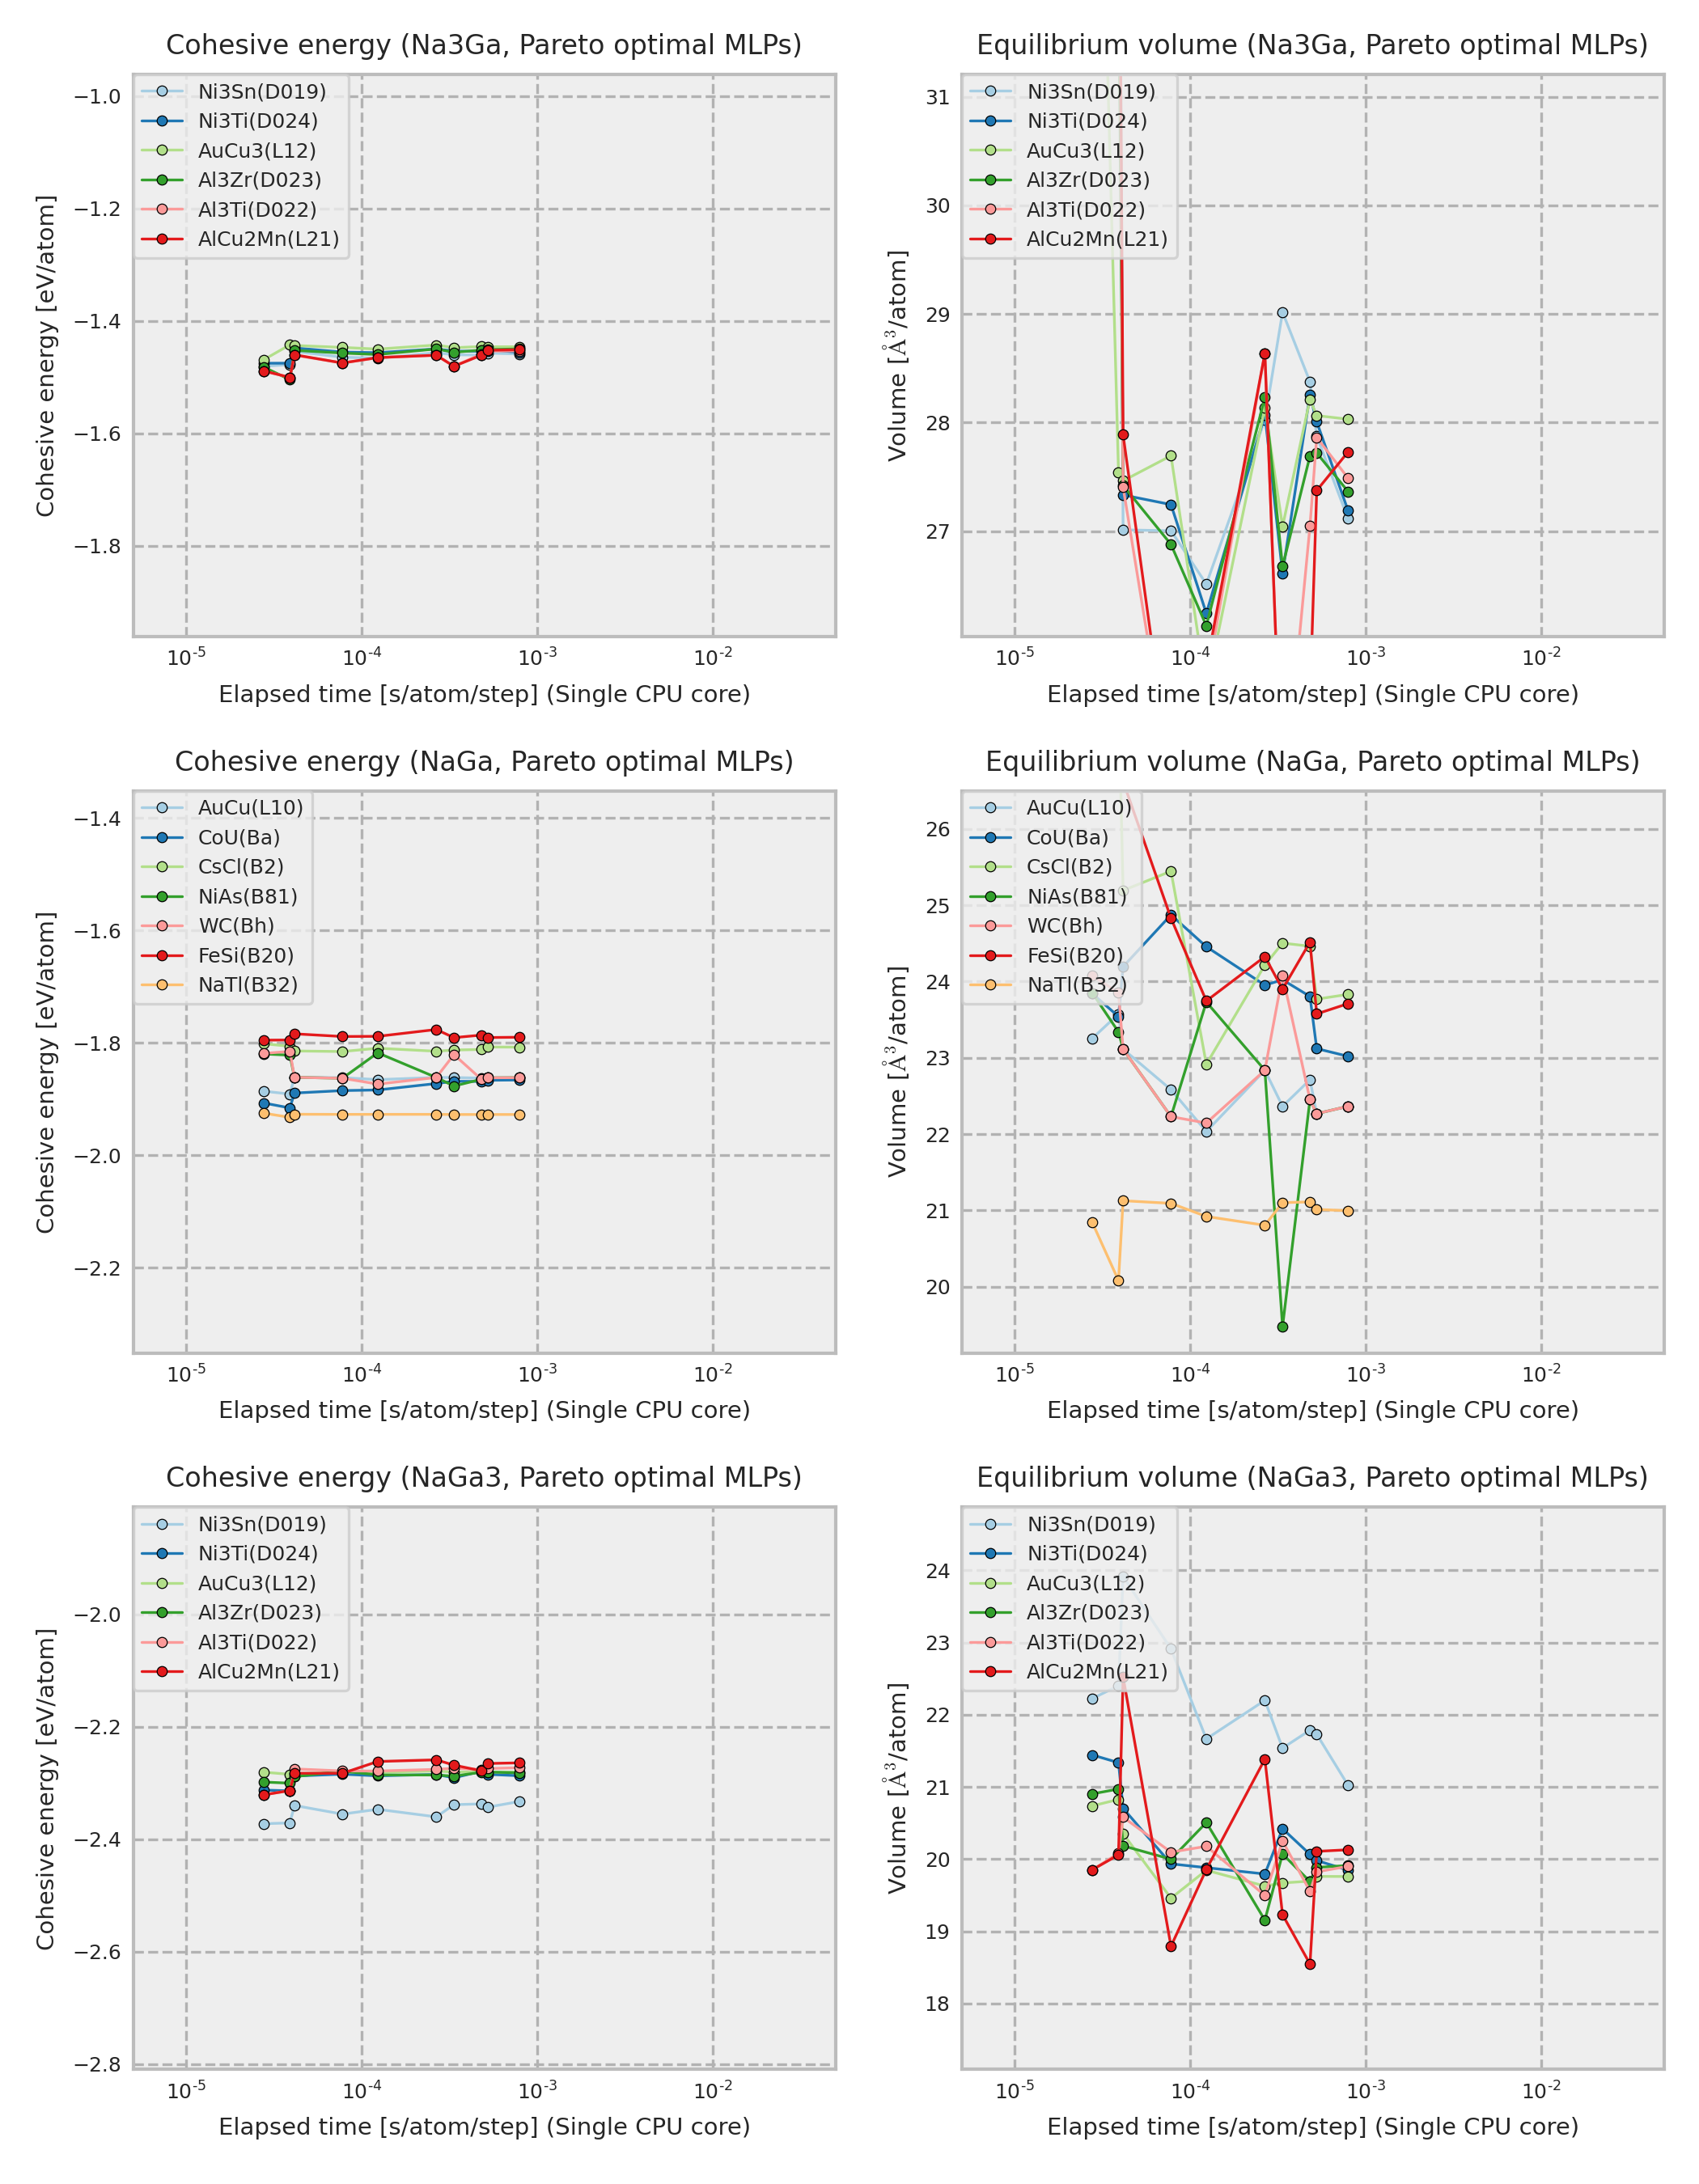 Cohesive energy (Na3Ga, Pareto optimal MLPs)
Cohesive energy [eV/atom]
−1.0
−1.2
−1.4
−1.6
−1.8
Ni3Sn(D019)
Ni3Ti(D024)
AuCu3(L12)
Al3Zr(D023)
Al3Ti(D022)
AlCu2Mn(L21)
10-5 10-4 10-3 10-2
Elapsed time [s/atom/step] (Single CPU core)
Equilibrium volume (Na3Ga, Pareto optimal MLPs)
Volume [Å3/atom]
31
30
29
28
27
Ni3Sn(D019)
Ni3Ti(D024)
AuCu3(L12)
Al3Zr(D023)
Al3Ti(D022)
AlCu2Mn(L21)
10-5 10-4 10-3 10-2
Elapsed time [s/atom/step] (Single CPU core)
Cohesive energy (NaGa, Pareto optimal MLPs)
Cohesive energy [eV/atom]
−1.4
−1.6
−1.8
−2.0
−2.2
AuCu(L10)
CoU(Ba)
CsCl(B2)
NiAs(B81)
WC(Bh)
FeSi(B20)
NaTl(B32)
10-5 10-4 10-3 10-2
Elapsed time [s/atom/step] (Single CPU core)
Equilibrium volume (NaGa, Pareto optimal MLPs)
Volume [Å3/atom]
26
25
24
23
22
21
20
AuCu(L10)
CoU(Ba)
CsCl(B2)
NiAs(B81)
WC(Bh)
FeSi(B20)
NaTl(B32)
10-5 10-4 10-3 10-2
Elapsed time [s/atom/step] (Single CPU core)
Cohesive energy (NaGa3, Pareto optimal MLPs)
Cohesive energy [eV/atom]
−2.0
−2.2
−2.4
−2.6
−2.8
Ni3Sn(D019)
Ni3Ti(D024)
AuCu3(L12)
Al3Zr(D023)
Al3Ti(D022)
AlCu2Mn(L21)
10-5 10-4 10-3 10-2
Elapsed time [s/atom/step] (Single CPU core)
Equilibrium volume (NaGa3, Pareto optimal MLPs)
Volume [Å3/atom]
24
23
22
21
20
19
18
Ni3Sn(D019)
Ni3Ti(D024)
AuCu3(L12)
Al3Zr(D023)
Al3Ti(D022)
AlCu2Mn(L21)
10-5 10-4 10-3 10-2
Elapsed time [s/atom/step] (Single CPU core)